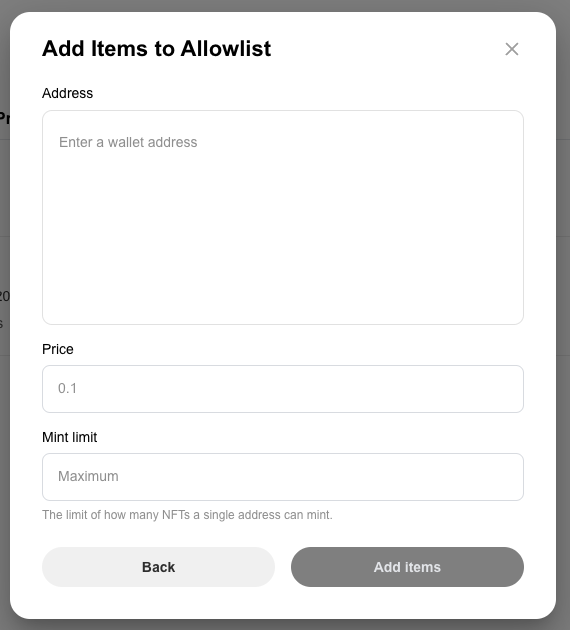 Add Items to Allowlist
Address
Enter a wallet address
Price
0.1
Mint limit
Maximum
The limit of how many NFTs a single address can mint.
Back
Add items